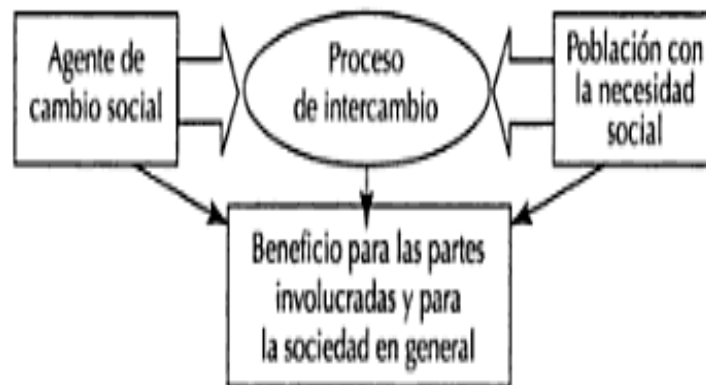 Agente de
cambio social
Proceso
de intercambio
Población con
la necesidad
social
Beneficio para las partes
involucradas y para
la sociedad en general